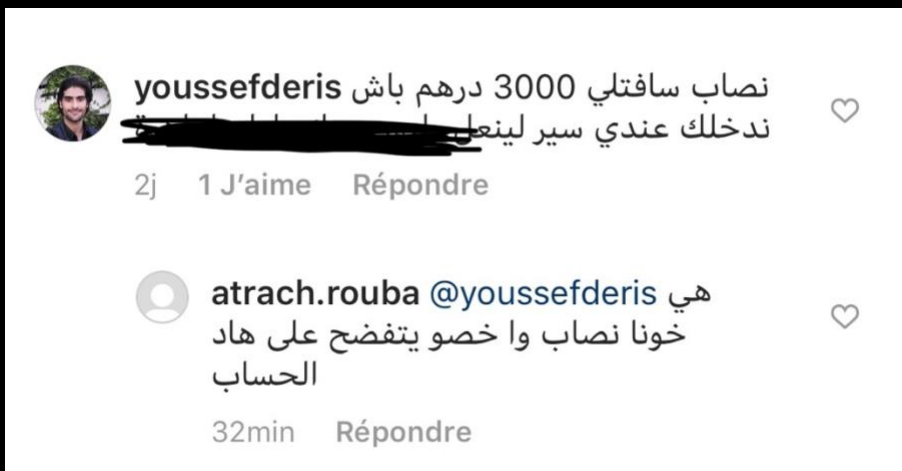 youssefderis نصاب سافتلي 3000 درهم باش
ندخلك عندي سير لينعل
2j 1 J'aime Répondre
atrach.rouba @youssefderis هي
خونا نصاب وا خصو يتفضح على هاد
الحساب
32min Répondre